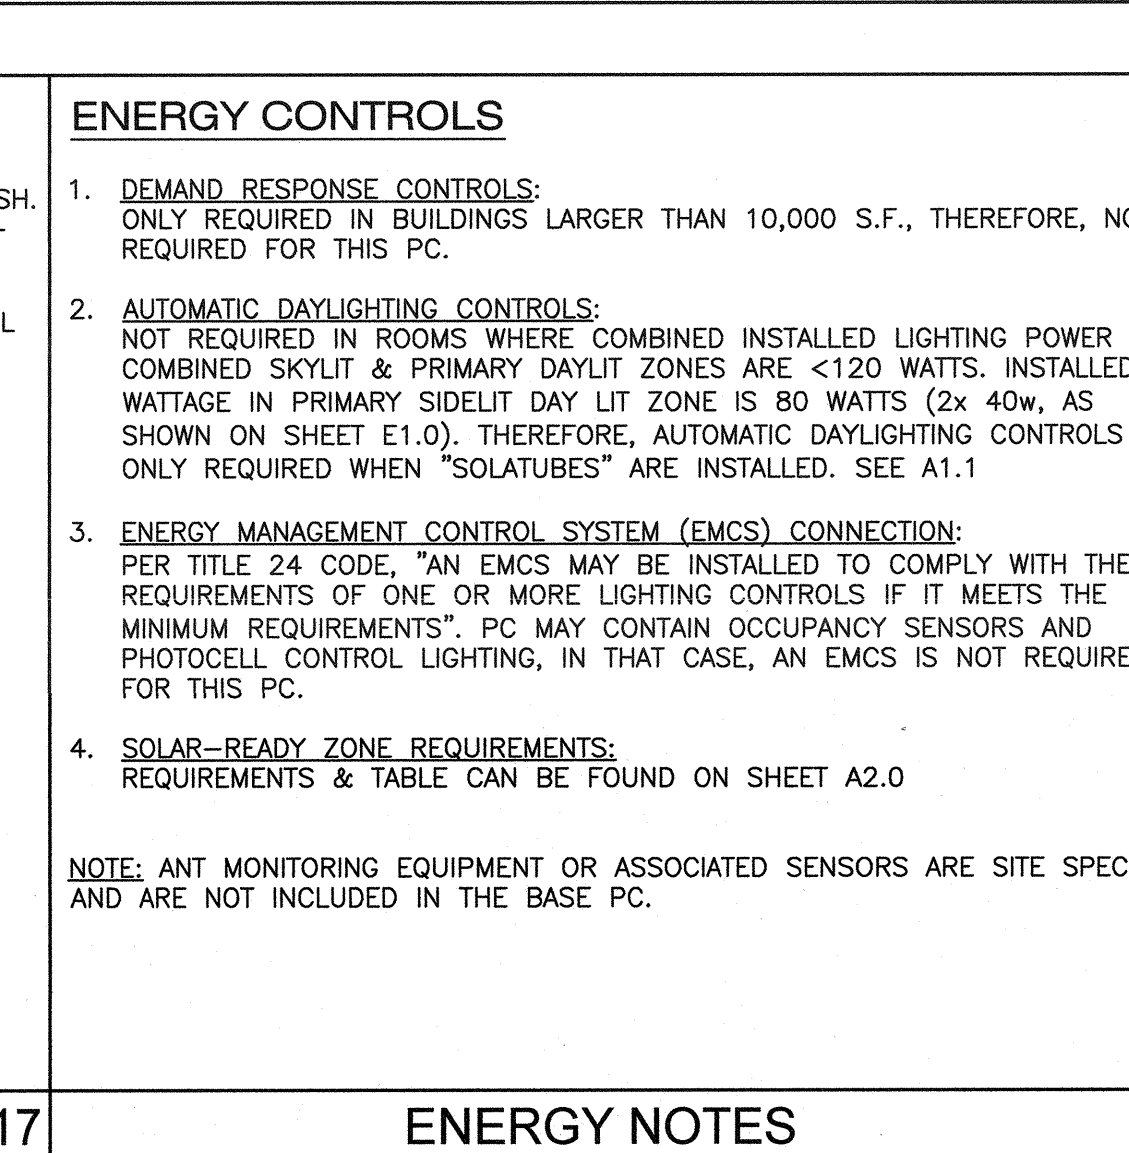 ENERGY CONTROLS
SH.
1. DEMAND RESPONSE CONTROLS:
ONLY REQUIRED IN BUILDINGS LARGER THAN 10,000 S.F., THEREFORE,
REQUIRED FOR THIS PC.
L
2. AUTOMATIC DAYLIGHTING CONTROLS:
NOT REQUIRED IN ROOMS WHERE COMBINED INSTALLED LIGHTING POWER
COMBINED SKYLIT & PRIMARY DAYLIT ZONES ARE <120 WATTS. INSTALLED
WATTAGE IN PRIMARY SIDELIT DAY LIT ZONE IS 80 WATTS (2x 40w, AS
SHOWN ON SHEET E1.0). THEREFORE, AUTOMATIC DAYLIGHTING CONTROLS
ONLY REQUIRED WHEN "SOLATUBES" ARE INSTALLED. SEE A1.1
3. ENERGY MANAGEMENT CONTROL SYSTEM (EMCS) CONNECTION:
PER TITLE 24 CODE, "AN EMCS MAY BE INSTALLED TO COMPLY WITH THE
REQUIREMENTS OF ONE OR MORE LIGHTING CONTROLS IF IT MEETS THE
MINIMUM REQUIREMENTS". PC MAY CONTAIN OCCUPANCY SENSORS AND
PHOTOCELL CONTROL LIGHTING, IN THAT CASE, AN EMCS IS NOT REQUIRE
FOR THIS PC.
4. SOLAR-READY ZONE REQUIREMENTS:
REQUIREMENTS & TABLE CAN BE FOUND ON SHEET A2.0
NOTE: ANT MONITORING EQUIPMENT OR ASSOCIATED SENSORS ARE SITE SPEC
AND ARE NOT INCLUDED IN THE BASE PC.
17
ENERGY NOTES